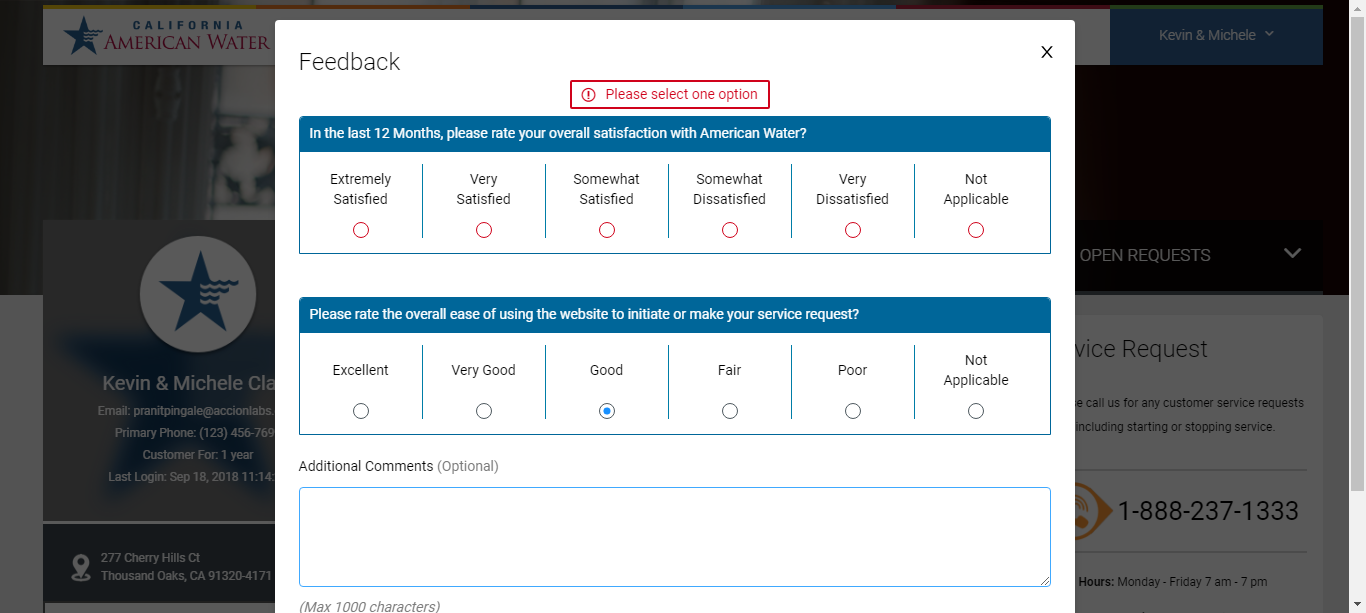 CALIFORNIA
AMERICAN WATER
Kevin & Michele
Feedback
X
Please select one option
In the last 12 Months, please rate your overall satisfaction with American Water?
Extremely
Satisfied
Very
Satisfied
Somewhat
Satisfied
Somewhat
Dissatisfied
Very
Dissatisfied
Not
Applicable
OPEN REQUESTS
Please rate the overall ease of using the website to initiate or make your service request?
Excellent
Very Good
Good
Fair
Poor
Not
Applicable
Additional Comments (Optional)
(Max 1000 characters)
Kevin & Michele Cla
Email: pranitpingale@accionlabs.
Primary Phone: (123) 456-769
Customer For: 1 year
Last Login: Sep 18, 2018 11:14:
277 Cherry Hills Ct
Thousand Oaks, CA 91320-4171
vice Request
e call us for any customer service requests
including starting or stopping service.
1-888-237-1333
Hours: Monday - Friday 7 am - 7 pm